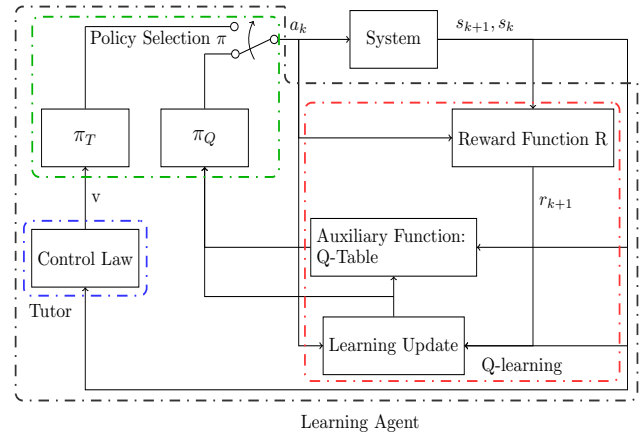 Policy Selection π
a_k
System
s_{k+1}, s_k
π_T
π_Q
Reward Function R
v
r_{k+1}
Control Law
Auxiliary Function:
Q-Table
Tutor
Learning Update
Q-learning
Learning Agent